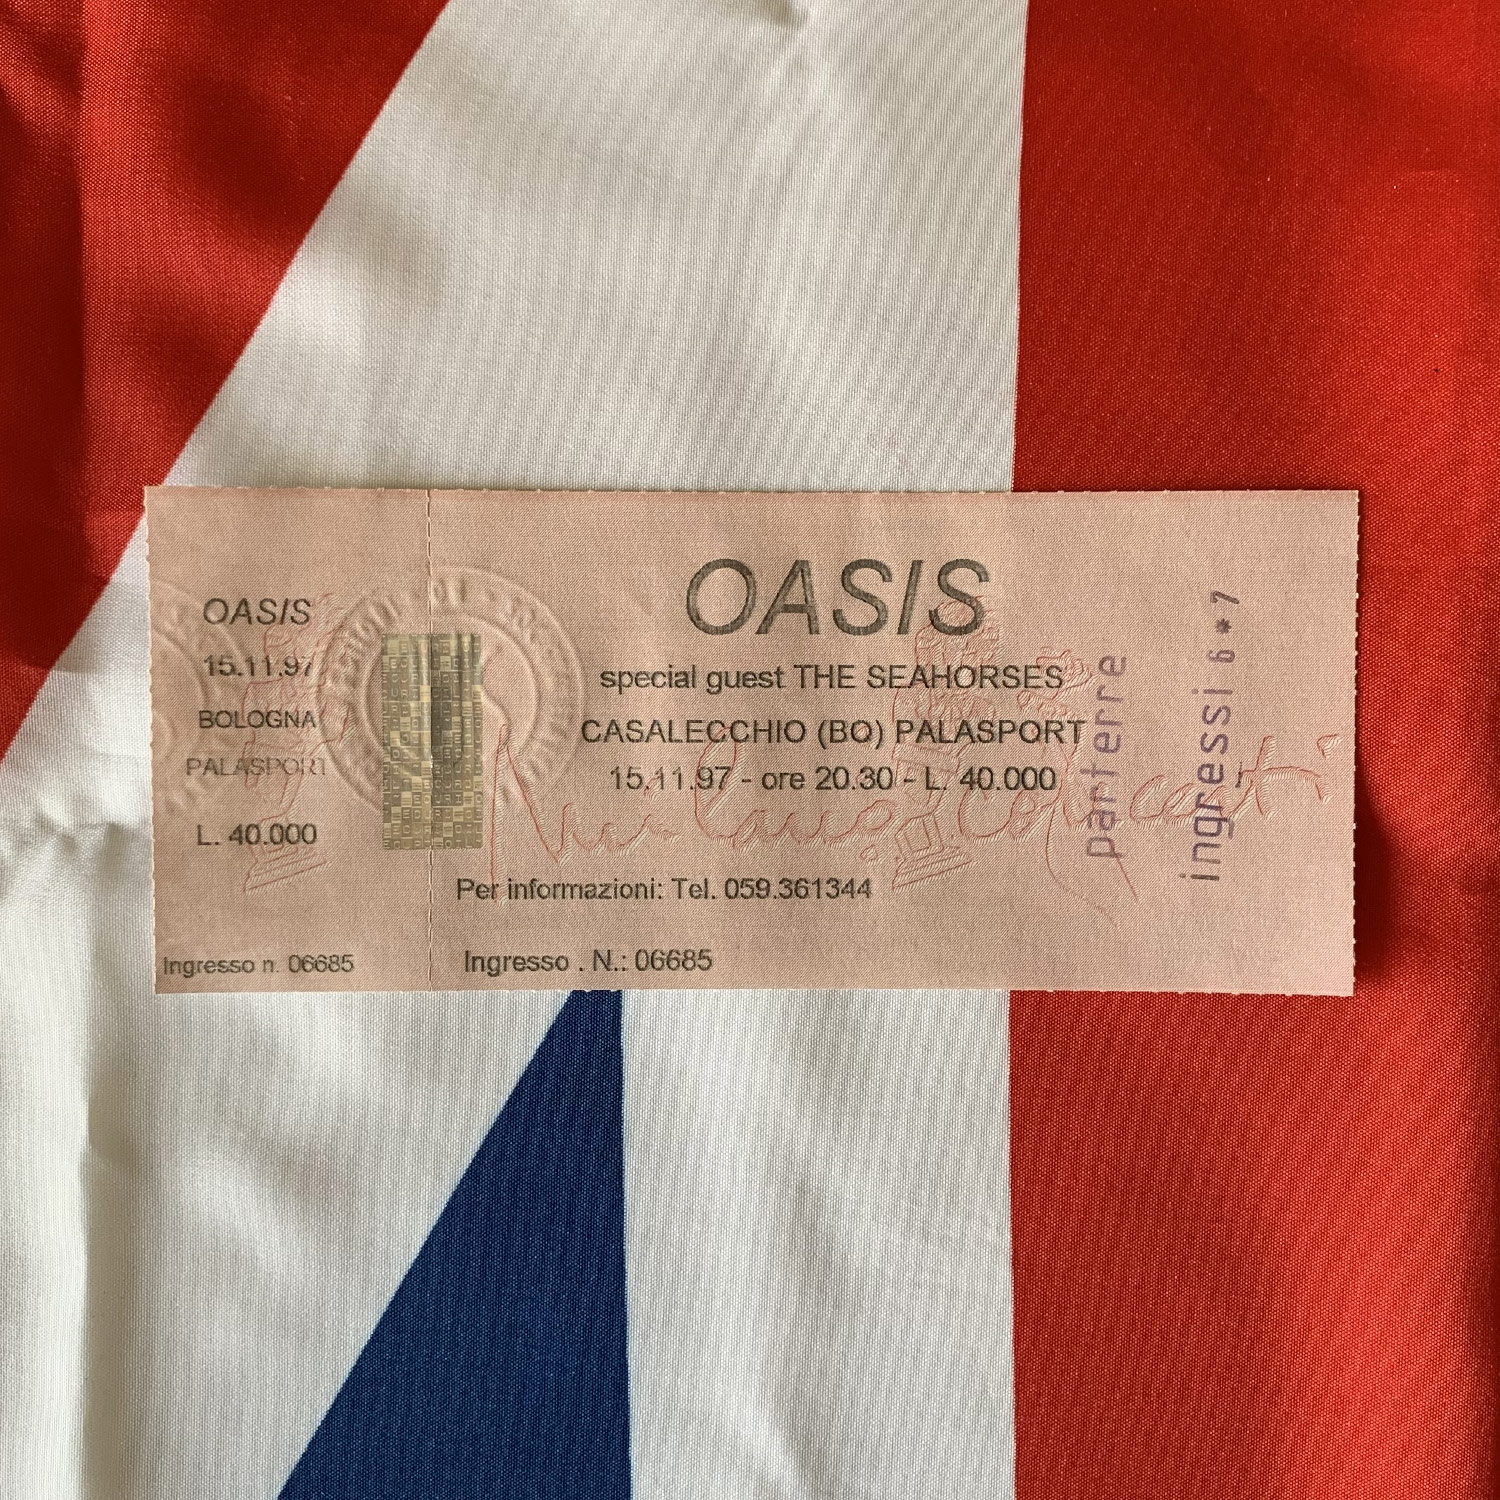 OASIS
15.11.97
BOLOGNA
PALASPORT
L. 40.000
Ingresso n. 06685
OASIS
special guest THE SEAHORSES
CASALECCHIO (BO) PALASPORT
15.11.97 - ore 20.30 - L. 40.000
Per informazioni: Tel. 059.361344
Ingresso . N.: 06685
parterre
ingressi 6*7